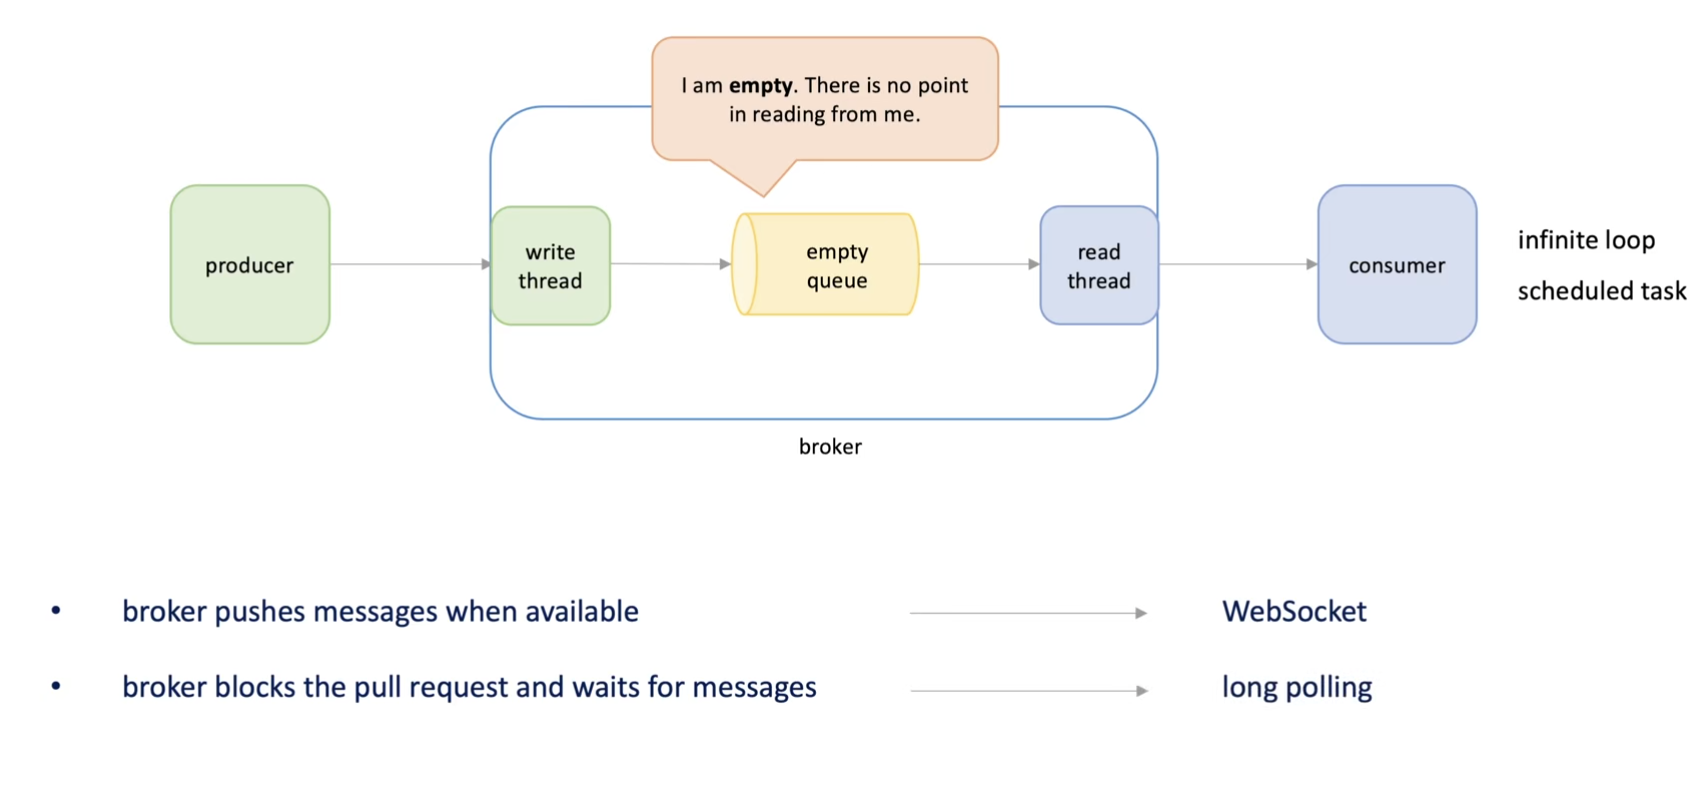 I am empty. There is no point
in reading from me.
producer
write
thread
empty
queue
read
thread
consumer
infinite loop
scheduled task
broker
• broker pushes messages when available
WebSocket
• broker blocks the pull request and waits for messages
long polling